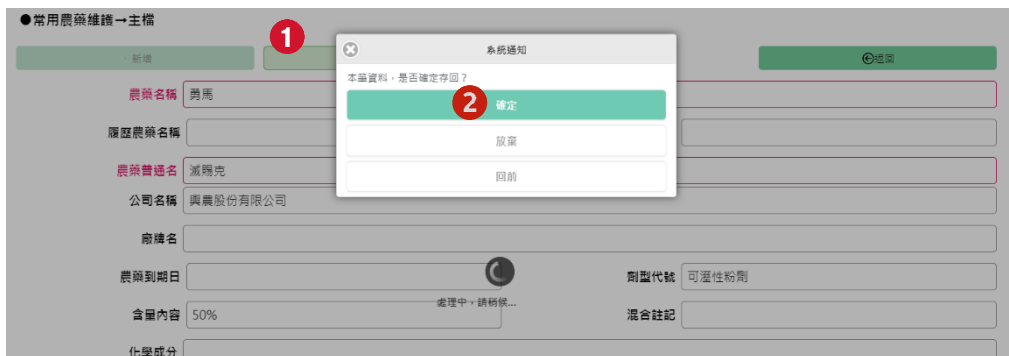 ●常用農藥維護→主檔
1
系統通知
新增
返回
本筆資料，是否確定存回？
2 確定
放棄
回前
農藥名稱 勇馬
履歷農藥名稱
農藥普通名 滅賜克
公司名稱 興農股份有限公司
廠牌名
農藥到期日
劑型代號 可溼性粉劑
處理中，請稍候...
含量內容 50%
混合註記
化學成分